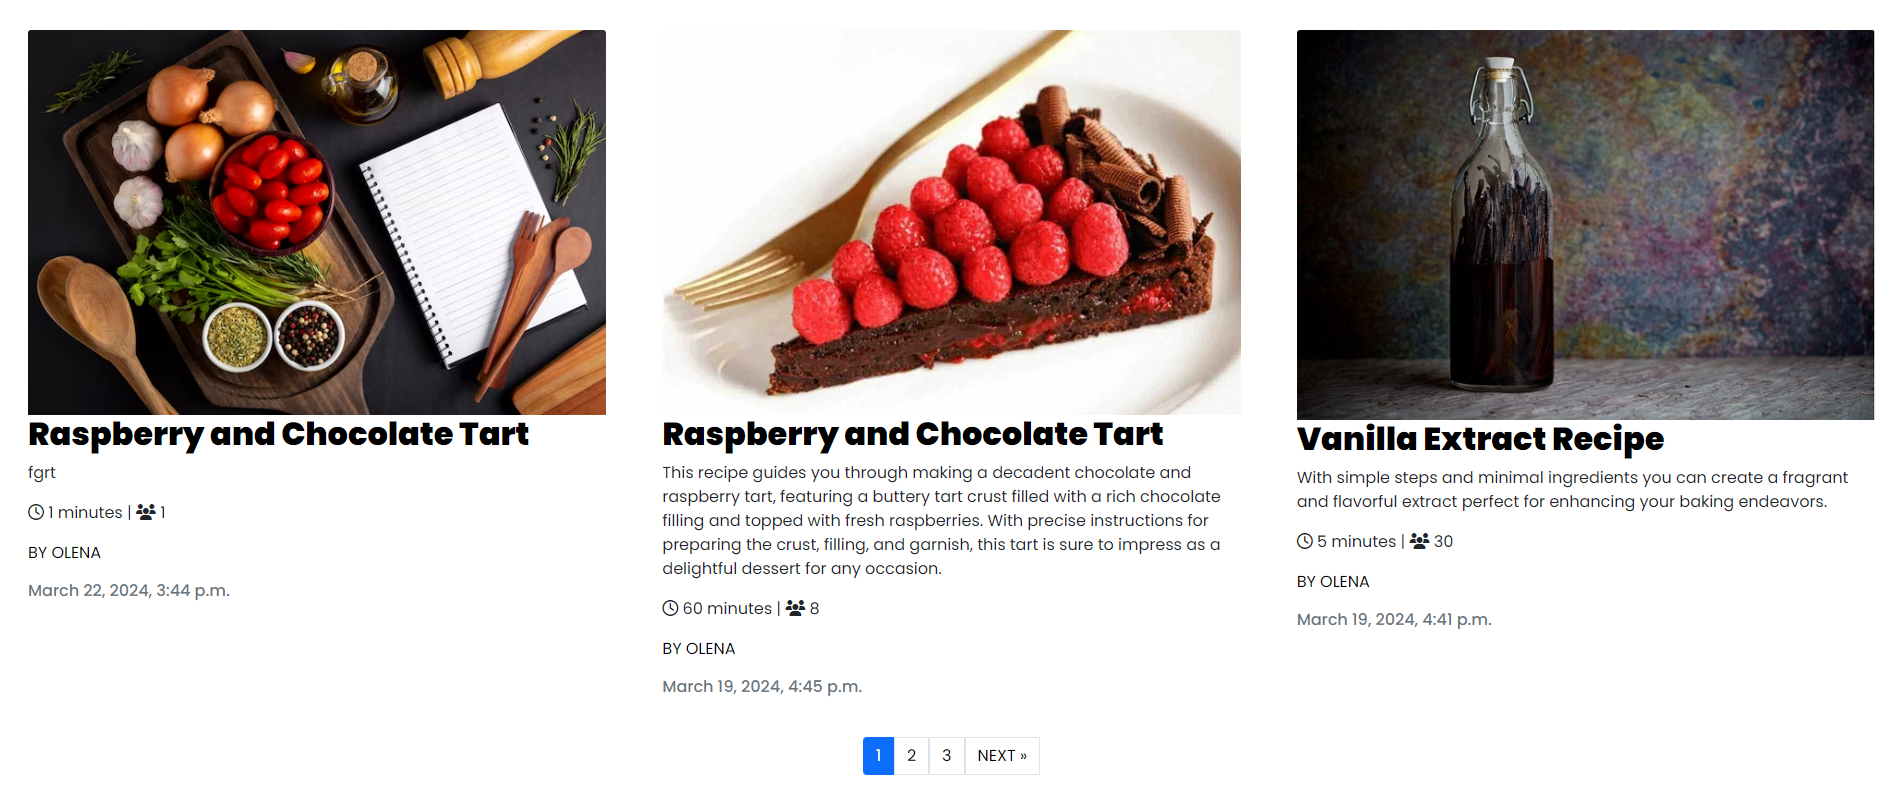 Raspberry and Chocolate Tart
fgrt
1 minutes | 1
BY OLENA
March 22, 2024, 3:44 p.m.
Raspberry and Chocolate Tart
This recipe guides you through making a decadent chocolate and
raspberry tart, featuring a buttery tart crust filled with a rich chocolate
filling and topped with fresh raspberries. With precise instructions for
preparing the crust, filling, and garnish, this tart is sure to impress as a
delightful dessert for any occasion.
60 minutes | 8
BY OLENA
March 19, 2024, 4:45 p.m.
Vanilla Extract Recipe
With simple steps and minimal ingredients you can create a fragrant
and flavorful extract perfect for enhancing your baking endeavors.
5 minutes | 30
BY OLENA
March 19, 2024, 4:41 p.m.
1 2 3 NEXT »